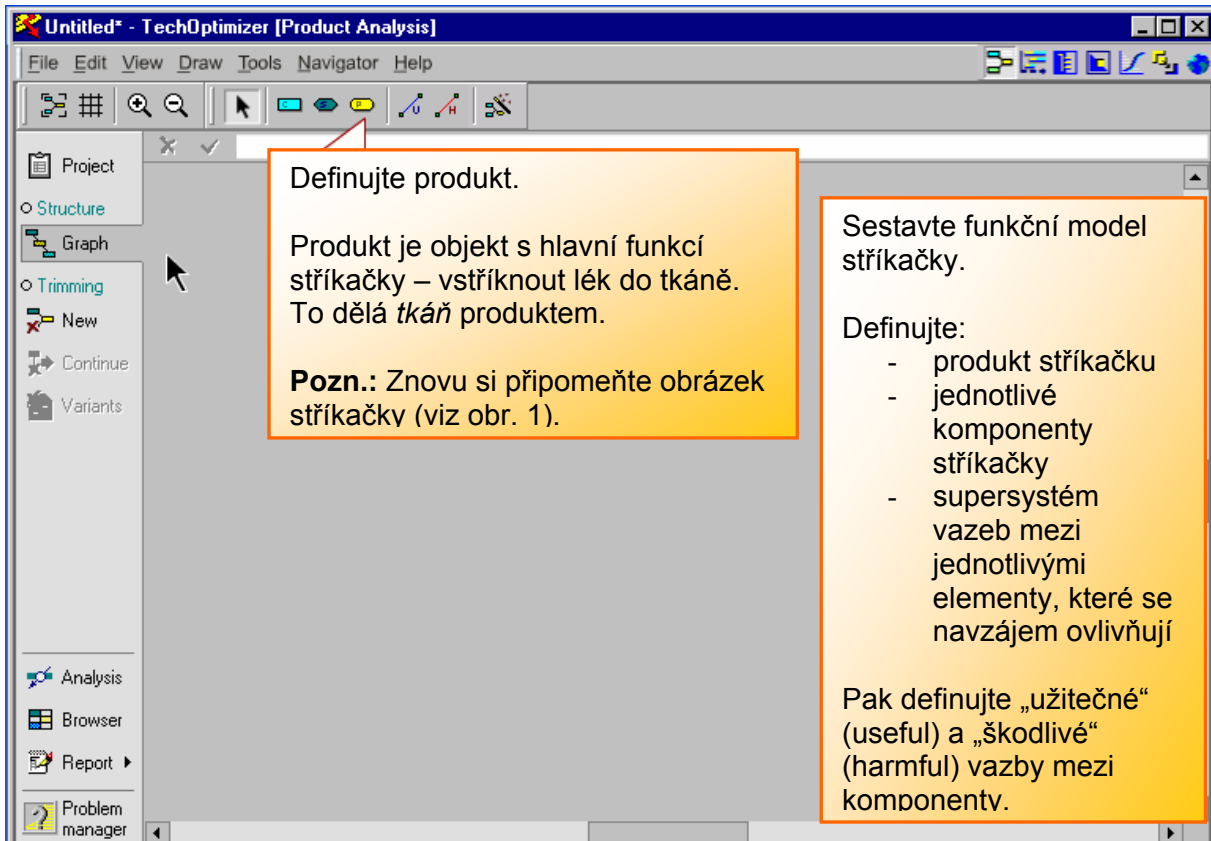 Untitled* - TechOptimizer [Product Analysis]
File Edit View Draw Tools Navigator Help
C S P U H
Project
Structure
Graph
Trimming
New
Continue
Variants
Analysis
Browser
Report
Problem
manager
Definujte produkt.
Produkt je objekt s hlavní funkcí
stříkačky – vstříknout lék do tkáně.
To dělá tkáň produktem.
Pozn.: Znovu si připomeňte obrázek
stříkačky (viz obr. 1).
Sestavte funkční model
stříkačky.
Definujte:
- produkt stříkačku
- jednotlivé
komponenty
stříkačky
- supersystém
vazeb mezi
jednotlivými
elementy, které se
navzájem ovlivňují
Pak definujte „užitečné“
(useful) a „škodlivé“
(harmful) vazby mezi
komponenty.